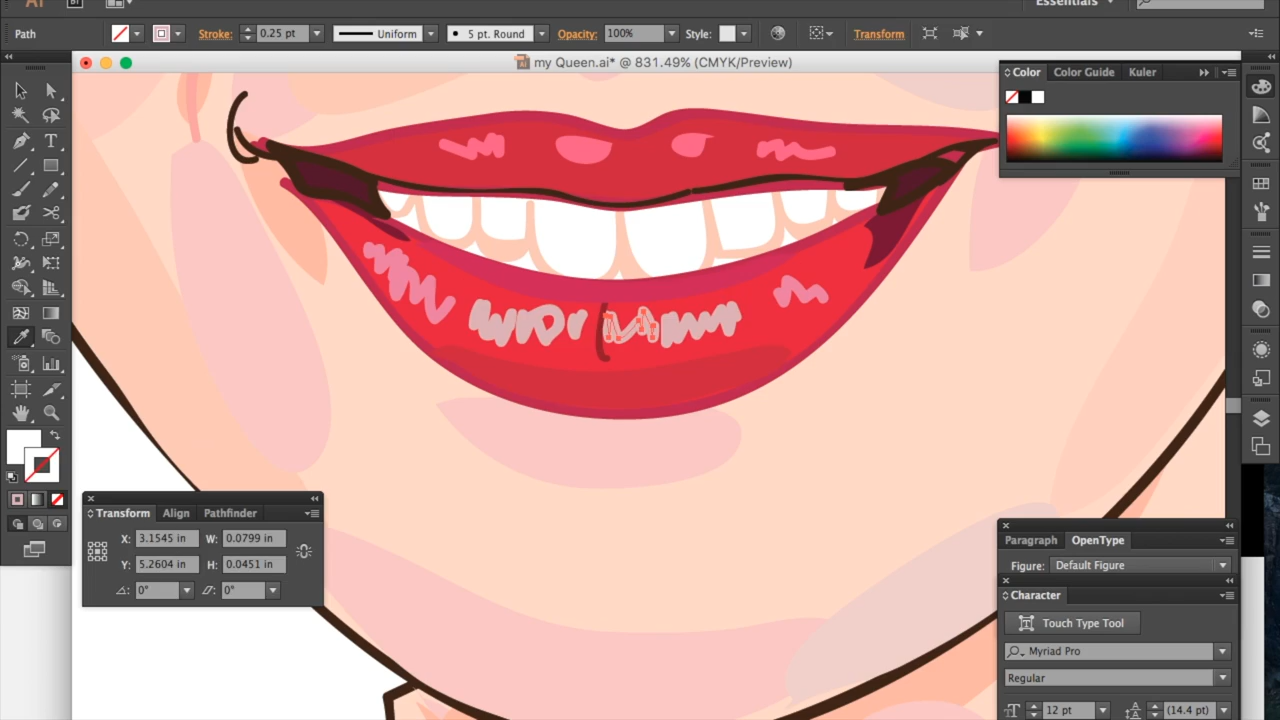 Ai Br Essentials
Path Stroke: 0.25 pt Uniform 5 pt. Round Opacity: 100% Style: Transform
my Queen.ai* @ 831.49% (CMYK/Preview)
Color Color Guide Kuler
Transform Align Pathfinder
X: 3.1545 in W: 0.0799 in
Y: 5.2604 in H: 0.0451 in
0° 0°
Paragraph OpenType
Figure: Default Figure
Character
Touch Type Tool
Myriad Pro
Regular
12 pt (14.4 pt)